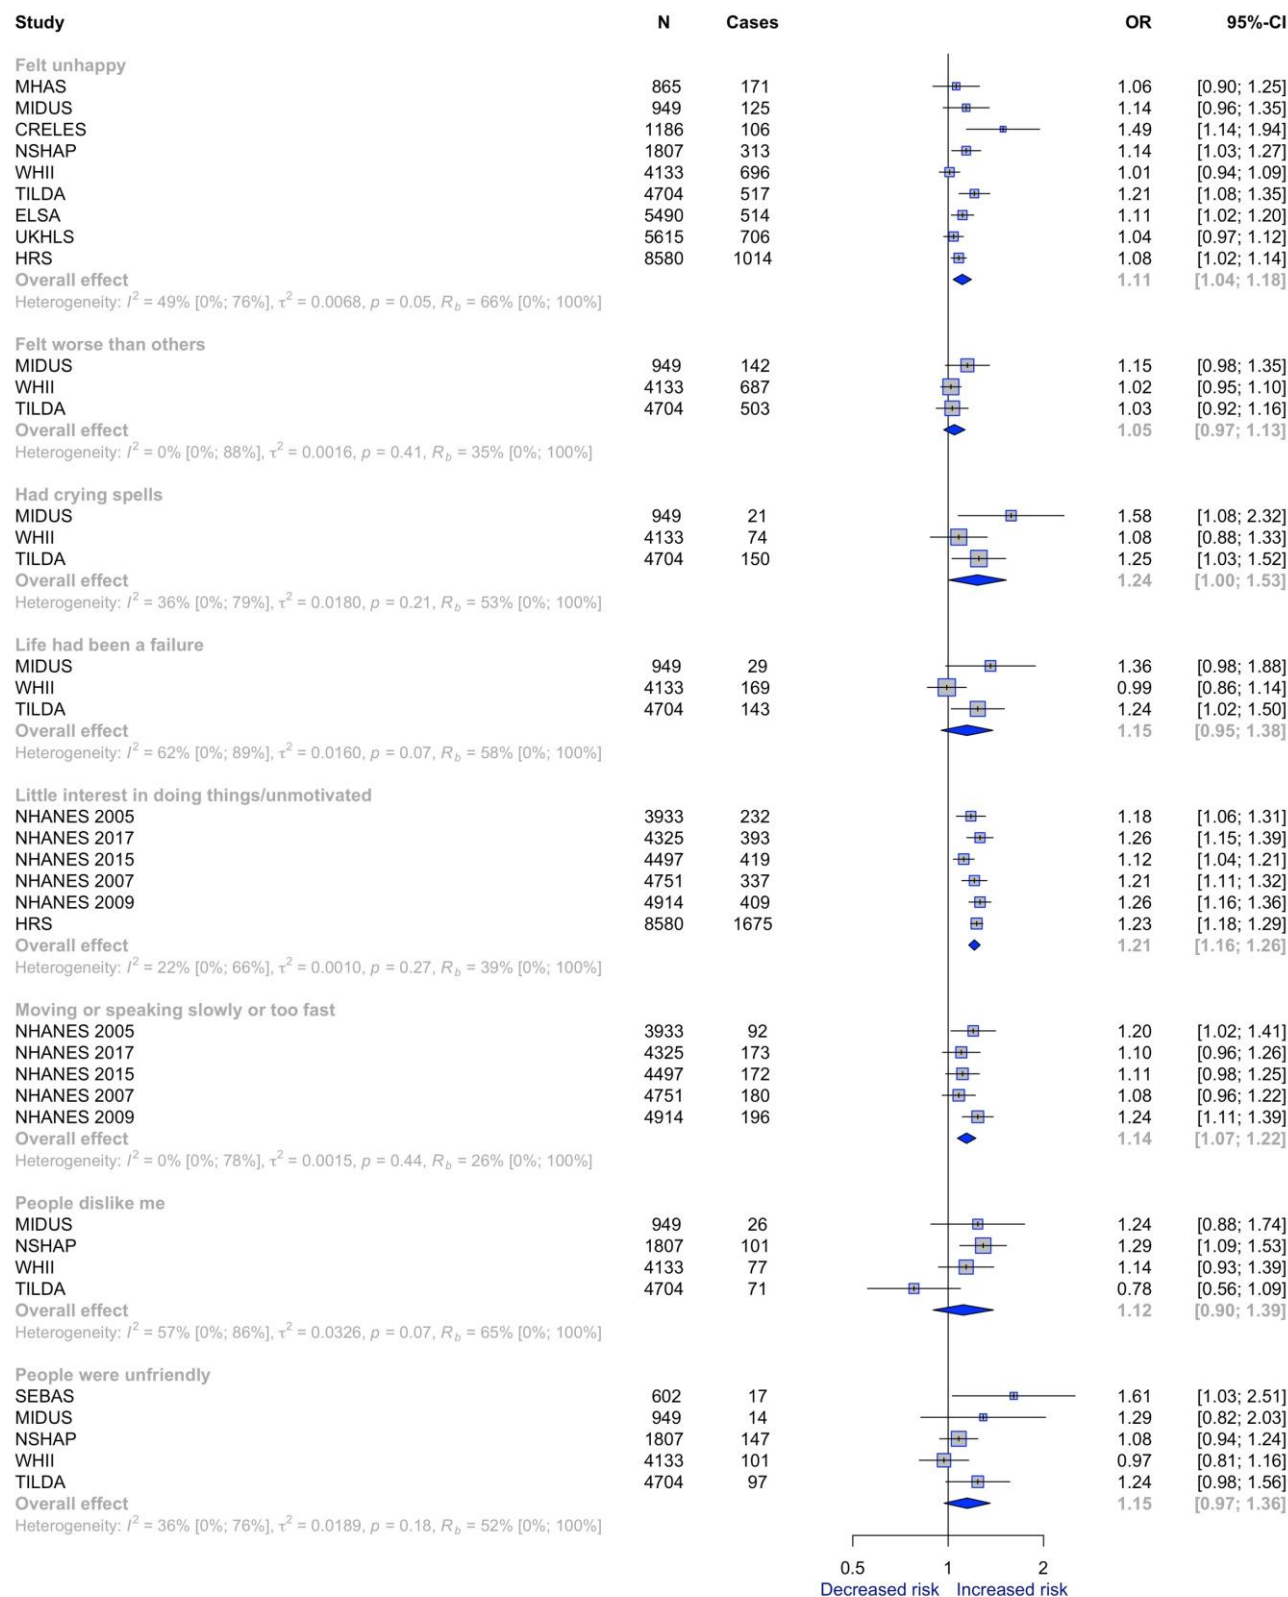 Study N Cases OR 95%-CI
Felt unhappy
MHAS 865 171 1.06 [0.90; 1.25]
MIDUS 949 125 1.14 [0.96; 1.35]
CRELES 1186 106 1.49 [1.14; 1.94]
NSHAP 1807 313 1.14 [1.03; 1.27]
WHII 4133 696 1.01 [0.94; 1.09]
TILDA 4704 517 1.21 [1.08; 1.35]
ELSA 5490 514 1.11 [1.02; 1.20]
UKHLS 5615 706 1.04 [0.97; 1.12]
HRS 8580 1014 1.08 [1.02; 1.14]
Overall effect 1.11 [1.04; 1.18]
Heterogeneity: I² = 49% [0%; 76%], τ² = 0.0068, p = 0.05, R_b = 66% [0%; 100%]
Felt worse than others
MIDUS 949 142 1.15 [0.98; 1.35]
WHII 4133 687 1.02 [0.95; 1.10]
TILDA 4704 503 1.03 [0.92; 1.16]
Overall effect 1.05 [0.97; 1.13]
Heterogeneity: I² = 0% [0%; 88%], τ² = 0.0016, p = 0.41, R_b = 35% [0%; 100%]
Had crying spells
MIDUS 949 21 1.58 [1.08; 2.32]
WHII 4133 74 1.08 [0.88; 1.33]
TILDA 4704 150 1.25 [1.03; 1.52]
Overall effect 1.24 [1.00; 1.53]
Heterogeneity: I² = 36% [0%; 79%], τ² = 0.0180, p = 0.21, R_b = 53% [0%; 100%]
Life had been a failure
MIDUS 949 29 1.36 [0.98; 1.88]
WHII 4133 169 0.99 [0.86; 1.14]
TILDA 4704 143 1.24 [1.02; 1.50]
Overall effect 1.15 [0.95; 1.38]
Heterogeneity: I² = 62% [0%; 89%], τ² = 0.0160, p = 0.07, R_b = 58% [0%; 100%]
Little interest in doing things/unmotivated
NHANES 2005 3933 232 1.18 [1.06; 1.31]
NHANES 2017 4325 393 1.26 [1.15; 1.39]
NHANES 2015 4497 419 1.12 [1.04; 1.21]
NHANES 2007 4751 337 1.21 [1.11; 1.32]
NHANES 2009 4914 409 1.26 [1.16; 1.36]
HRS 8580 1675 1.23 [1.18; 1.29]
Overall effect 1.21 [1.16; 1.26]
Heterogeneity: I² = 22% [0%; 66%], τ² = 0.0010, p = 0.27, R_b = 39% [0%; 100%]
Moving or speaking slowly or too fast
NHANES 2005 3933 92 1.20 [1.02; 1.41]
NHANES 2017 4325 173 1.10 [0.96; 1.26]
NHANES 2015 4497 172 1.11 [0.98; 1.25]
NHANES 2007 4751 180 1.08 [0.96; 1.22]
NHANES 2009 4914 196 1.24 [1.11; 1.39]
Overall effect 1.14 [1.07; 1.22]
Heterogeneity: I² = 0% [0%; 78%], τ² = 0.0015, p = 0.44, R_b = 26% [0%; 100%]
People dislike me
MIDUS 949 26 1.24 [0.88; 1.74]
NSHAP 1807 101 1.29 [1.09; 1.53]
WHII 4133 77 1.14 [0.93; 1.39]
TILDA 4704 71 0.78 [0.56; 1.09]
Overall effect 1.12 [0.90; 1.39]
Heterogeneity: I² = 57% [0%; 86%], τ² = 0.0326, p = 0.07, R_b = 65% [0%; 100%]
People were unfriendly
SEBAS 602 17 1.61 [1.03; 2.51]
MIDUS 949 14 1.29 [0.82; 2.03]
NSHAP 1807 147 1.08 [0.94; 1.24]
WHII 4133 101 0.97 [0.81; 1.16]
TILDA 4704 97 1.24 [0.98; 1.56]
Overall effect 1.15 [0.97; 1.36]
Heterogeneity: I² = 36% [0%; 76%], τ² = 0.0189, p = 0.18, R_b = 52% [0%; 100%]
0.5 1 2
Decreased risk Increased risk